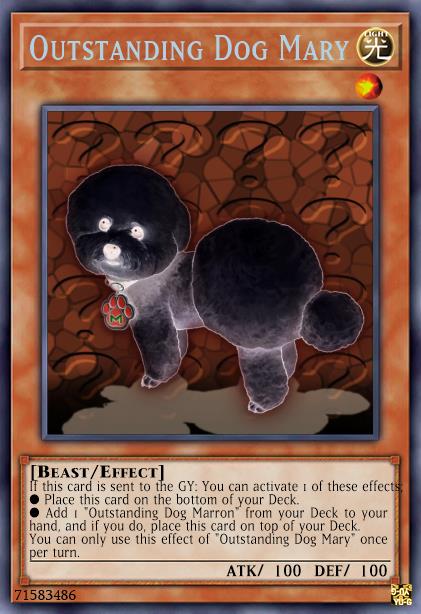 OUTSTANDING DOG MARY
LIGHT
光
M
[BEAST/EFFECT]
If this card is sent to the GY: You can activate 1 of these effects;
● Place this card on the bottom of your Deck.
● Add 1 "Outstanding Dog Marron" from your Deck to your
hand, and if you do, place this card on top of your Deck.
You can only use this effect of "Outstanding Dog Mary" once
per turn.
ATK/ 100 DEF/ 100
71583486